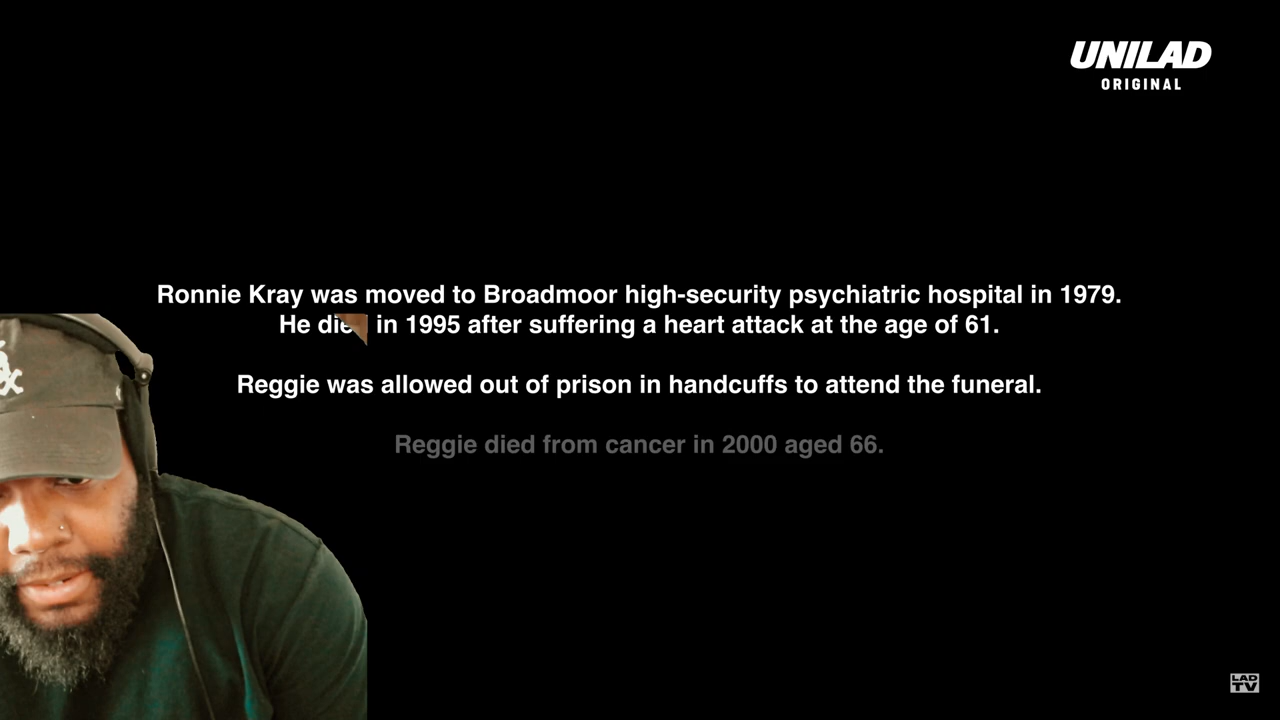 UNILAD
ORIGINAL
Ronnie Kray was moved to Broadmoor high-security psychiatric hospital in 1979.
He died in 1995 after suffering a heart attack at the age of 61.
Reggie was allowed out of prison in handcuffs to attend the funeral.
Reggie died from cancer in 2000 aged 66.
LAD
TV